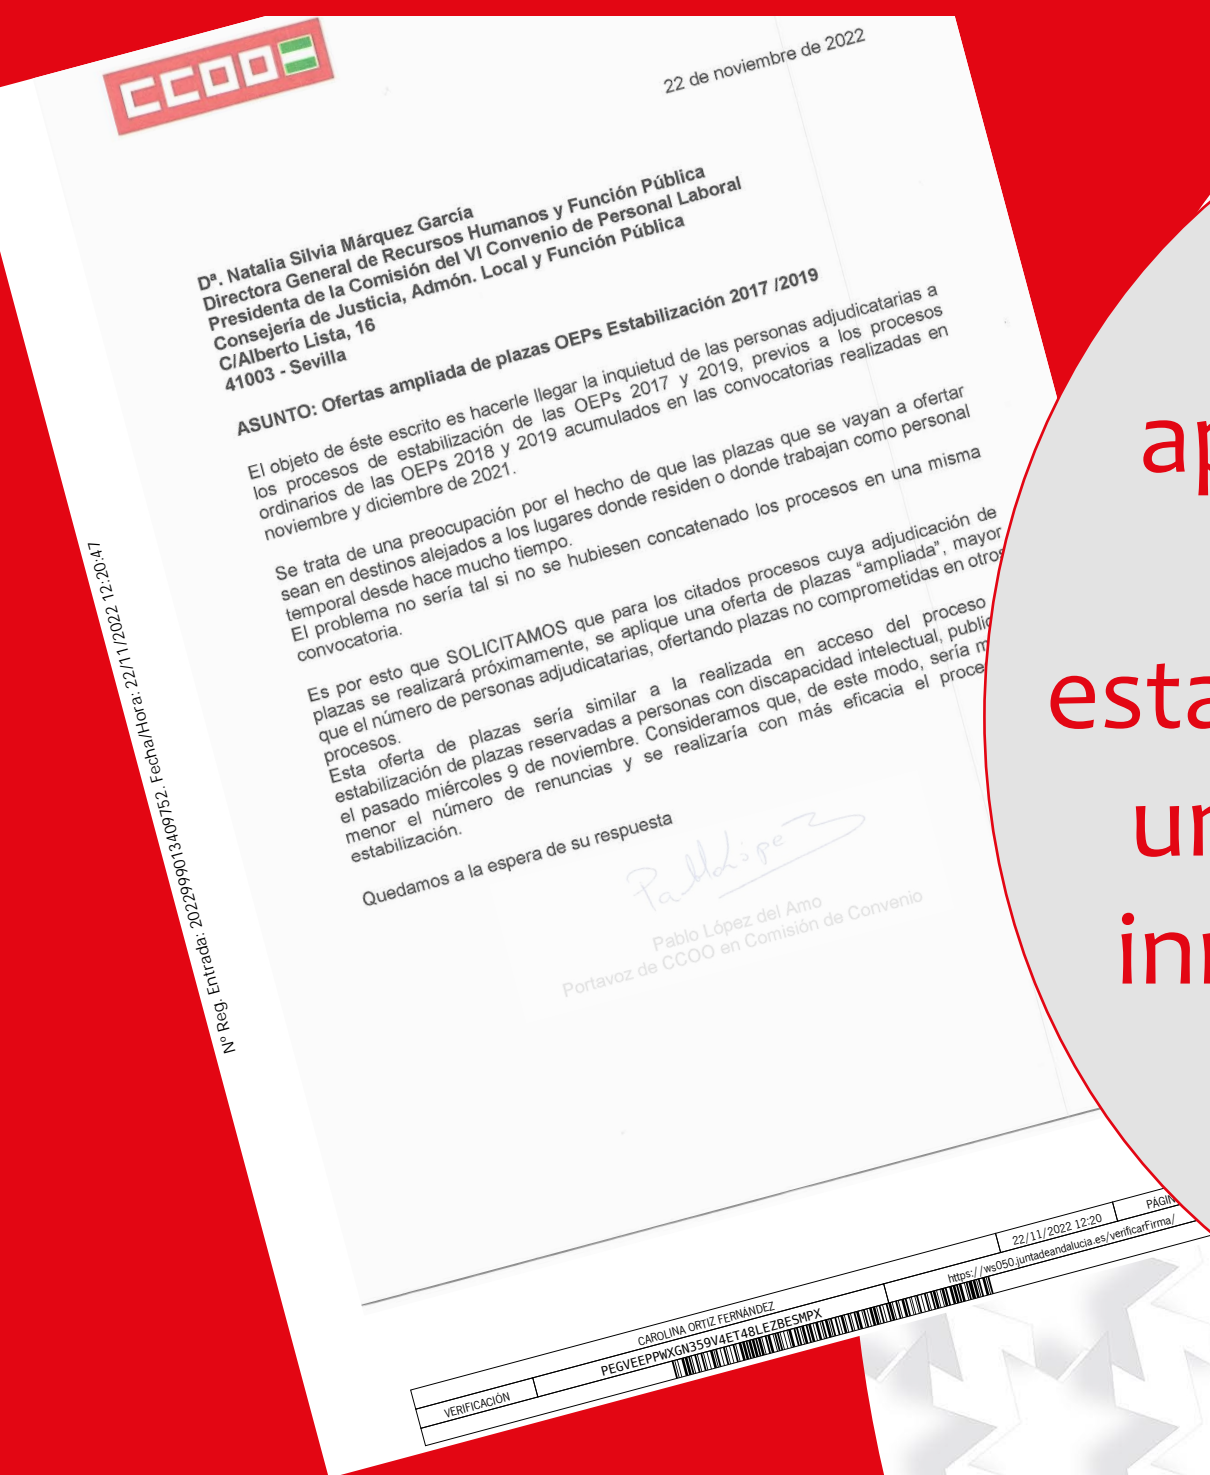 CCOO
22 de noviembre de 2022
Dª. Natalia Silvia Márquez García
Directora General de Recursos Humanos y Función Pública
Presidenta de la Comisión del VI Convenio de Personal Laboral
Consejería de Justicia, Admón. Local y Función Pública
C/Alberto Lista, 16
41003 - Sevilla
ASUNTO: Ofertas ampliada de plazas OEPs Estabilización 2017 /2019
El objeto de éste escrito es hacerle llegar la inquietud de las personas adjudicatarias a
los procesos de estabilización de las OEPs 2017 y 2019, previos a los procesos
ordinarios de las OEPs 2018 y 2019 acumulados en las convocatorias realizadas en
noviembre y diciembre de 2021.
Se trata de una preocupación por el hecho de que las plazas que se vayan a ofertar
sean en destinos alejados a los lugares donde residen o donde trabajan como personal
temporal desde hace mucho tiempo.
El problema no sería tal si no se hubiesen concatenado los procesos en una misma
convocatoria.
Es por esto que SOLICITAMOS que para los citados procesos cuya adjudicación de
plazas se realizará próximamente, se aplique una oferta de plazas “ampliada”, mayor
que el número de personas adjudicatarias, ofertando plazas no comprometidas en otros
procesos.
Esta oferta de plazas sería similar a la realizada en acceso del proceso
estabilización de plazas reservadas a personas con discapacidad intelectual, public
el pasado miércoles 9 de noviembre. Consideramos que, de este modo, sería m
menor el número de renuncias y se realizaría con más eficacia el proce
estabilización.
Quedamos a la espera de su respuesta
Pablo López
Pablo López del Amo
Portavoz de CCOO en Comisión de Convenio
Nº Reg. Entrada: 2022999013409752. Fecha/Hora: 22/11/2022 12:20:47
CAROLINA ORTIZ FERNÁNDEZ
22/11/2022 12:20
PÁGIN
VERIFICACIÓN
PEGVEEPPWXGN359V4ET48LEZBESMPX
https://ws050.juntadeandalucia.es/verificarFirma/
ap
esta
un
inn